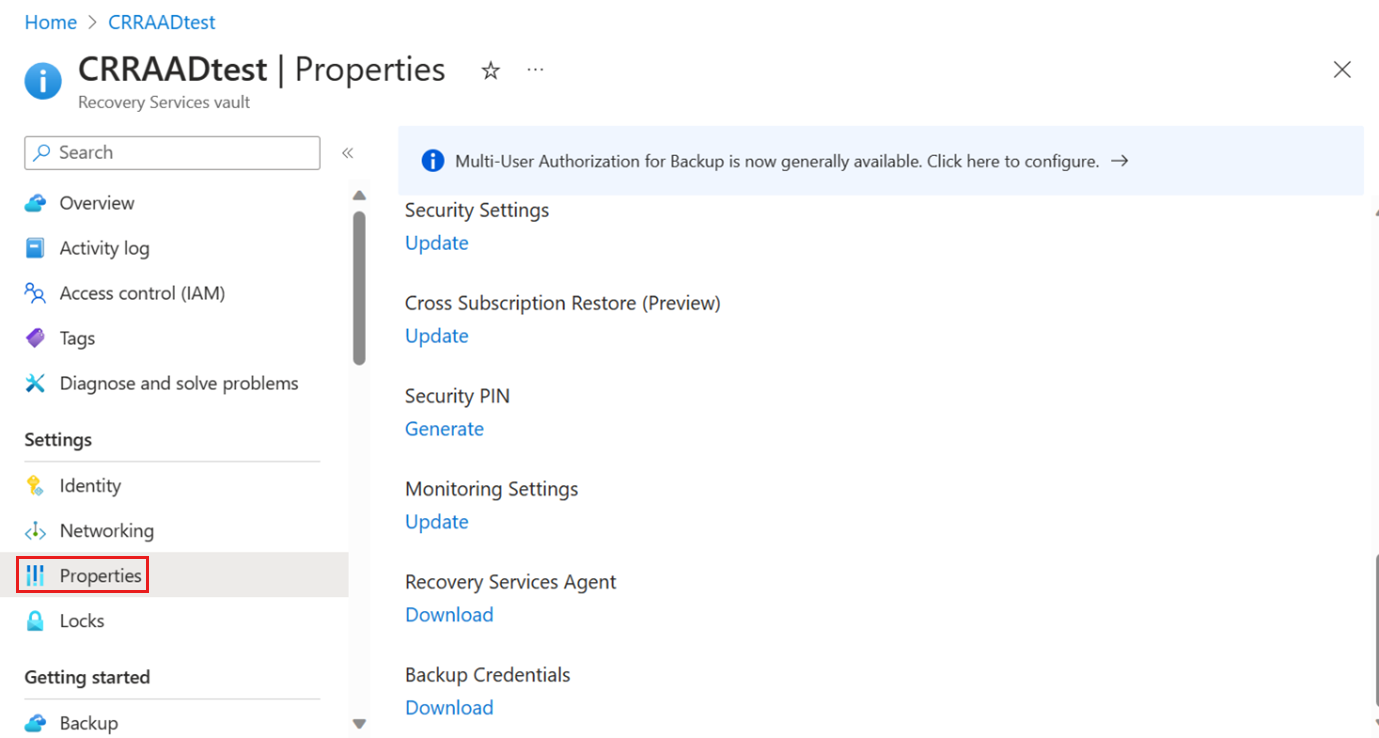 Home > CRRAADtest
CRRAADtest | Properties
Recovery Services vault
Search
Overview
Activity log
Access control (IAM)
Tags
Diagnose and solve problems
Settings
Identity
Networking
Properties
Locks
Getting started
Backup
Multi-User Authorization for Backup is now generally available. Click here to configure. →
Security Settings
Update
Cross Subscription Restore (Preview)
Update
Security PIN
Generate
Monitoring Settings
Update
Recovery Services Agent
Download
Backup Credentials
Download